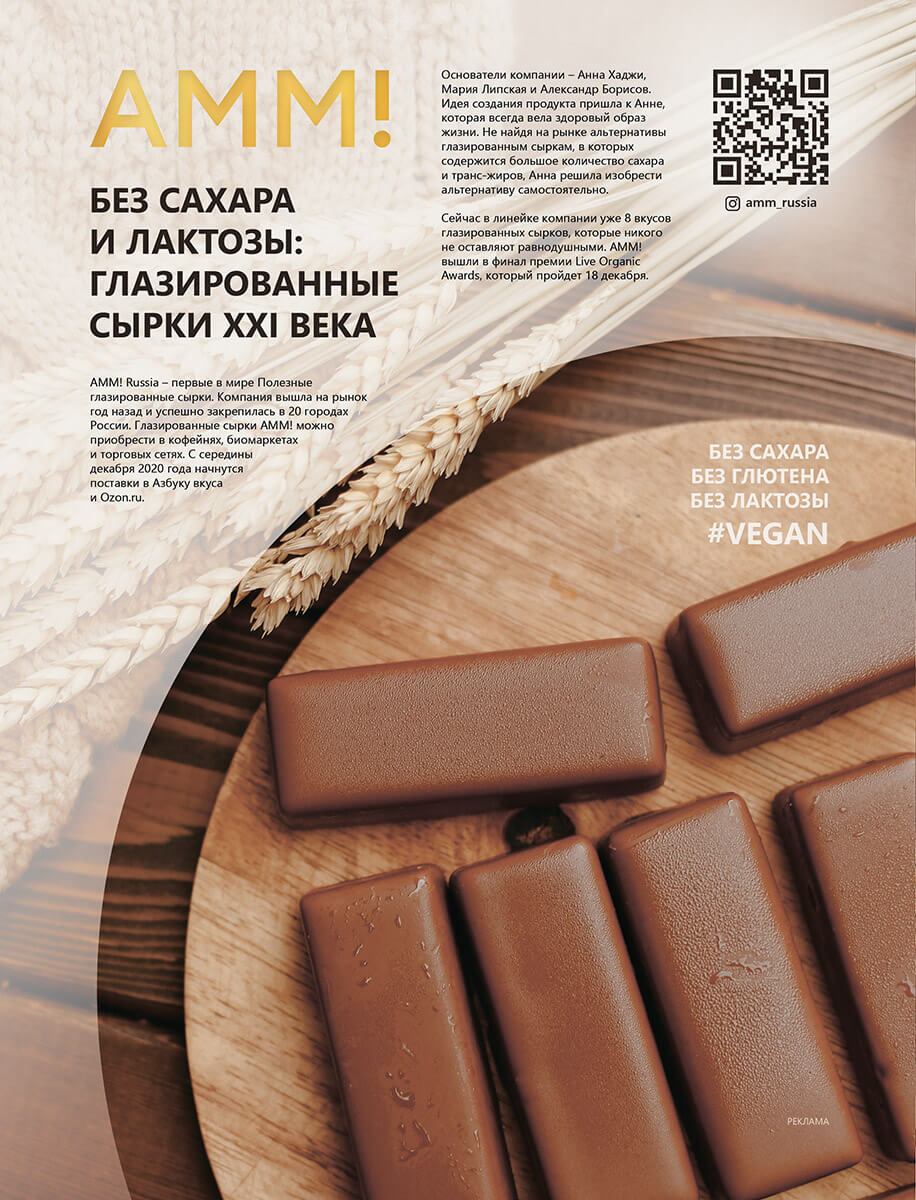 AMM!
БЕЗ САХАРА
И ЛАКТОЗЫ:
ГЛАЗИРОВАННЫЕ
СЫРКИ XXI ВЕКА
AMM! Russia – первые в мире Полезные
глазированные сырки. Компания вышла на рынок
год назад и успешно закрепилась в 20 городах
России. Глазированные сырки AMM! можно
приобрести в кофейнях, биомаркетах
и торговых сетях. С середины
декабря 2020 года начнутся
поставки в Азбуку вкуса
и Ozon.ru.
Основатели компании – Анна Хаджи,
Мария Липская и Александр Борисов.
Идея создания продукта пришла к Анне,
которая всегда вела здоровый образ
жизни. Не найдя на рынке альтернативы
глазированным сыркам, в которых
содержится большое количество сахара
и транс-жиров, Анна решила изобрести
альтернативу самостоятельно.
Сейчас в линейке компании уже 8 вкусов
глазированных сырков, которые никого
не оставляют равнодушными. AMM!
вышли в финал премии Live Organic
Awards, который пройдет 18 декабря.
amm_russia
БЕЗ САХАРА
БЕЗ ГЛЮТЕНА
БЕЗ ЛАКТОЗЫ
#VEGAN
РЕКЛАМА